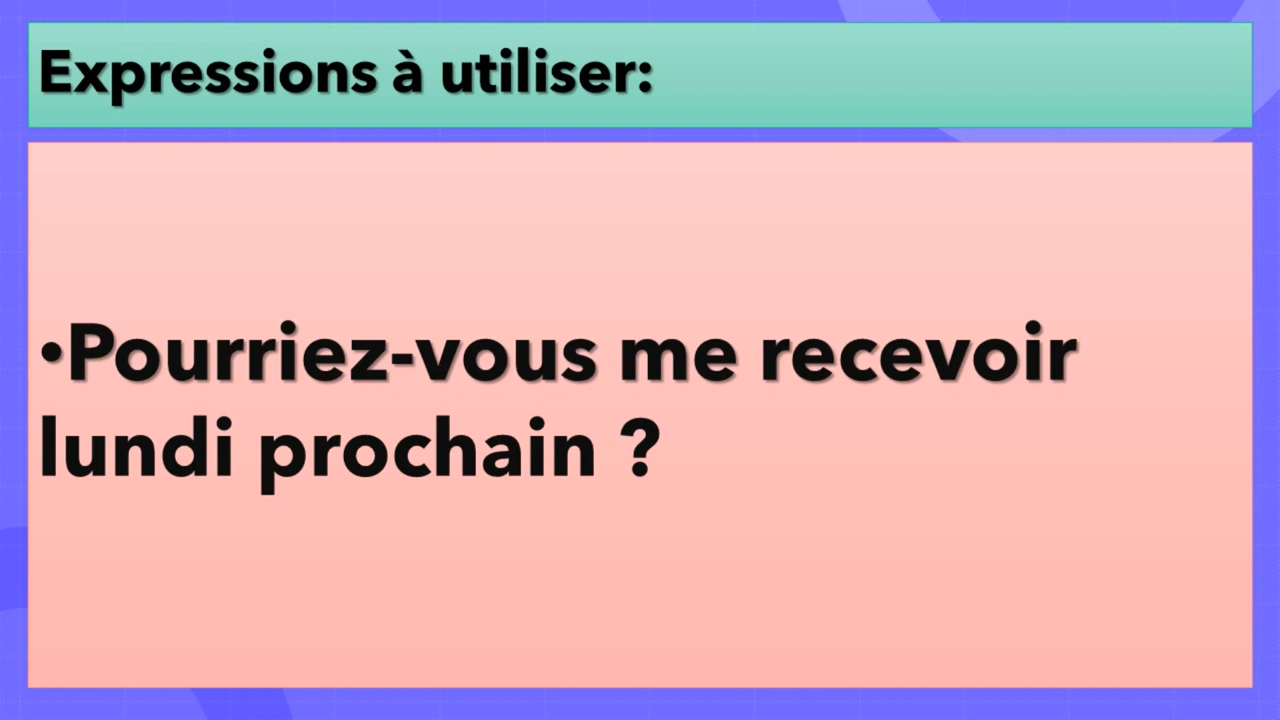 Expressions à utiliser:
•Pourriez-vous me recevoir
lundi prochain ?